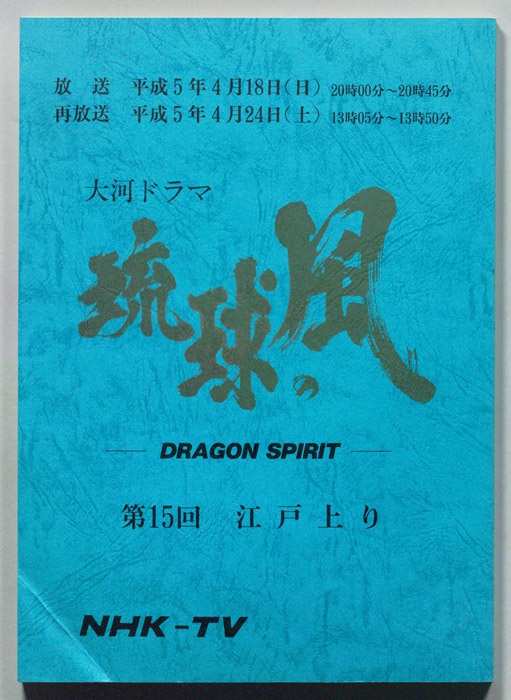 放 送 平成5年4月18日(日) 20時00分~20時45分
再放送 平成5年4月24日(土) 13時05分~13時50分
大河ドラマ
琉球の風
DRAGON SPIRIT
第15回 江戸上り
NHK-TV